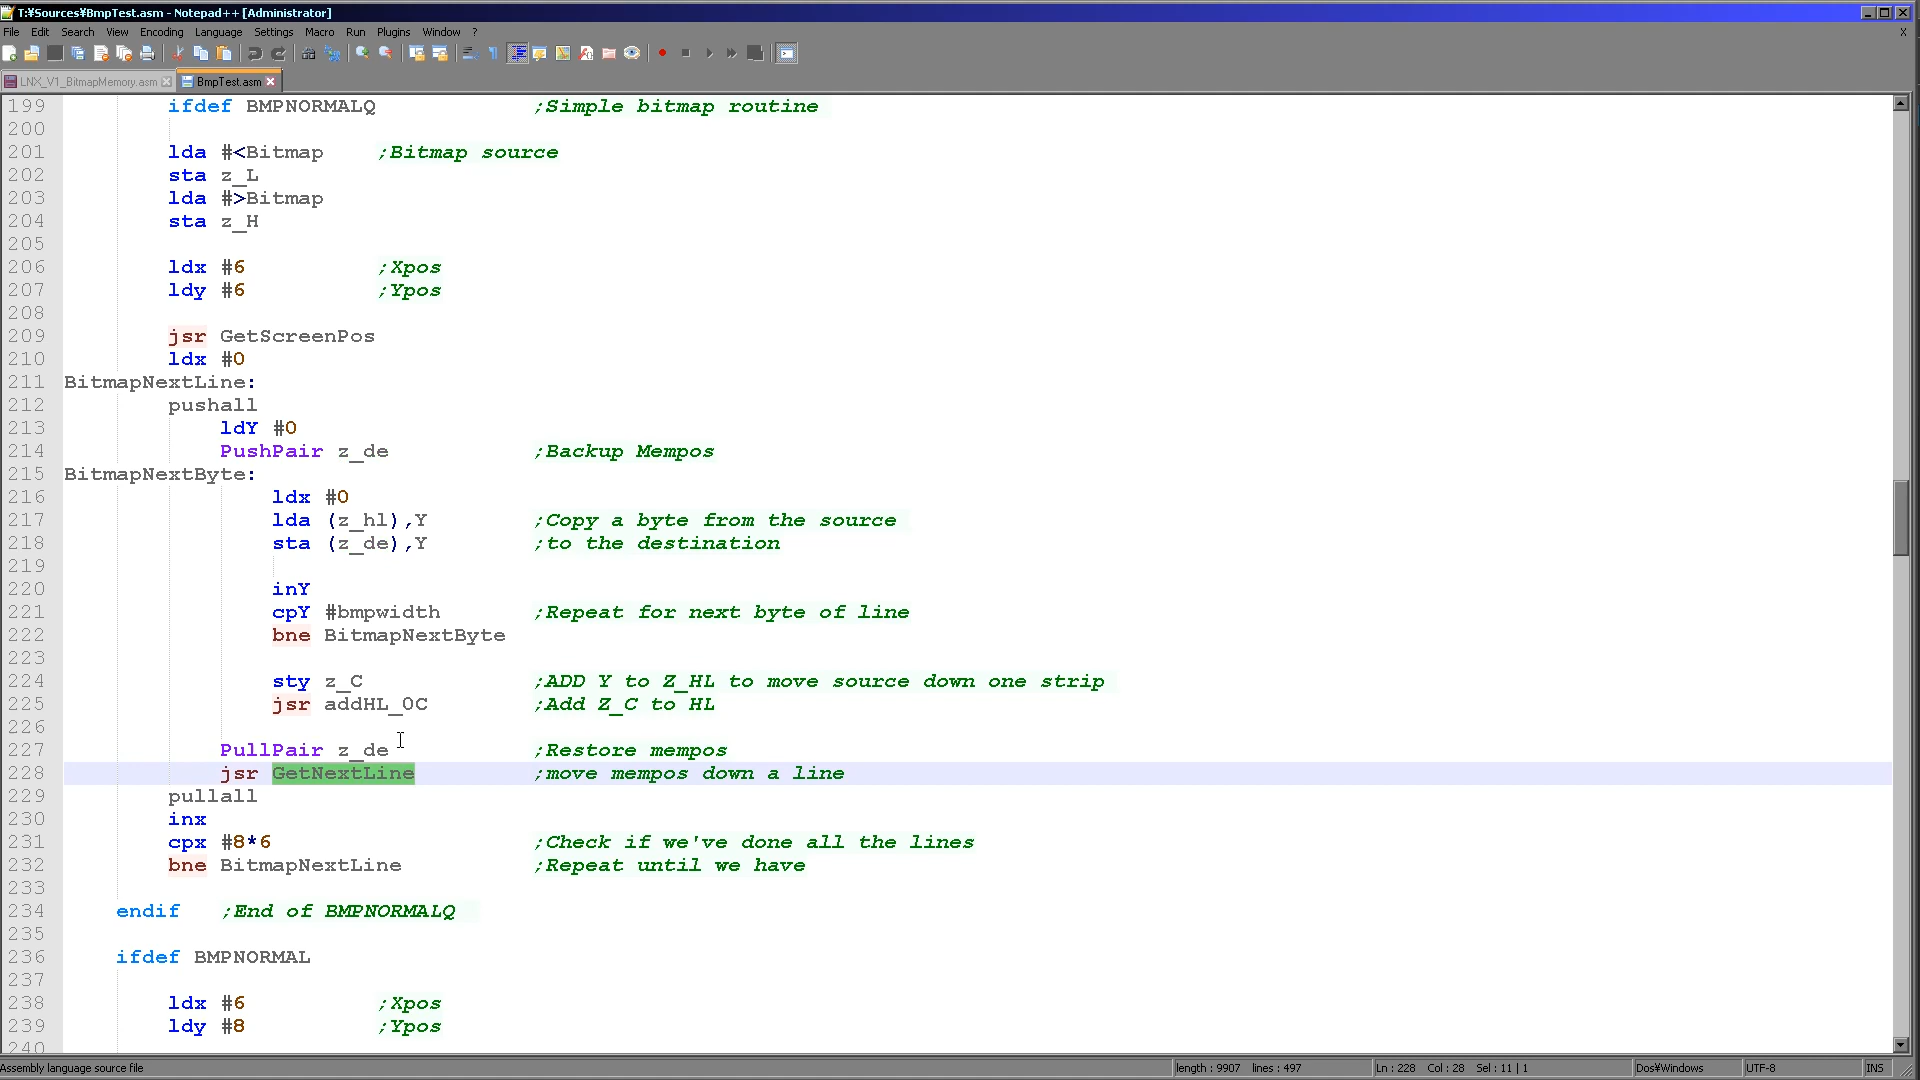 T:¥Sources¥BmpTest.asm - Notepad++ [Administrator]
File Edit Search View Encoding Language Settings Macro Run Plugins Window ?
X
LNX_V1_BitmapMemory.asm BmpTest.asm
199 ifdef BMPNORMALQ ;Simple bitmap routine
200
201 lda #<Bitmap ;Bitmap source
202 sta z_L
203 lda #>Bitmap
204 sta z_H
205
206 ldx #6 ;Xpos
207 ldy #6 ;Ypos
208
209 jsr GetScreenPos
210 ldx #0
211 BitmapNextLine:
212 pushall
213 ldY #0
214 PushPair z_de ;Backup Mempos
215 BitmapNextByte:
216 ldx #0
217 lda (z_hl),Y ;Copy a byte from the source
218 sta (z_de),Y ;to the destination
219
220 inY
221 cpY #bmpwidth ;Repeat for next byte of line
222 bne BitmapNextByte
223
224 sty z_C ;ADD Y to Z_HL to move source down one strip
225 jsr addHL_0C ;Add Z_C to HL
226
227 PullPair z_de ;Restore mempos
228 jsr GetNextLine ;move mempos down a line
229 pullall
230 inx
231 cpx #8*6 ;Check if we've done all the lines
232 bne BitmapNextLine ;Repeat until we have
233
234 endif ;End of BMPNORMALQ
235
236 ifdef BMPNORMAL
237
238 ldx #6 ;Xpos
239 ldy #8 ;Ypos
240
Assembly language source file length : 9907 lines : 497 Ln : 228 Col : 28 Sel : 11 | 1 Dos¥Windows UTF-8 INS